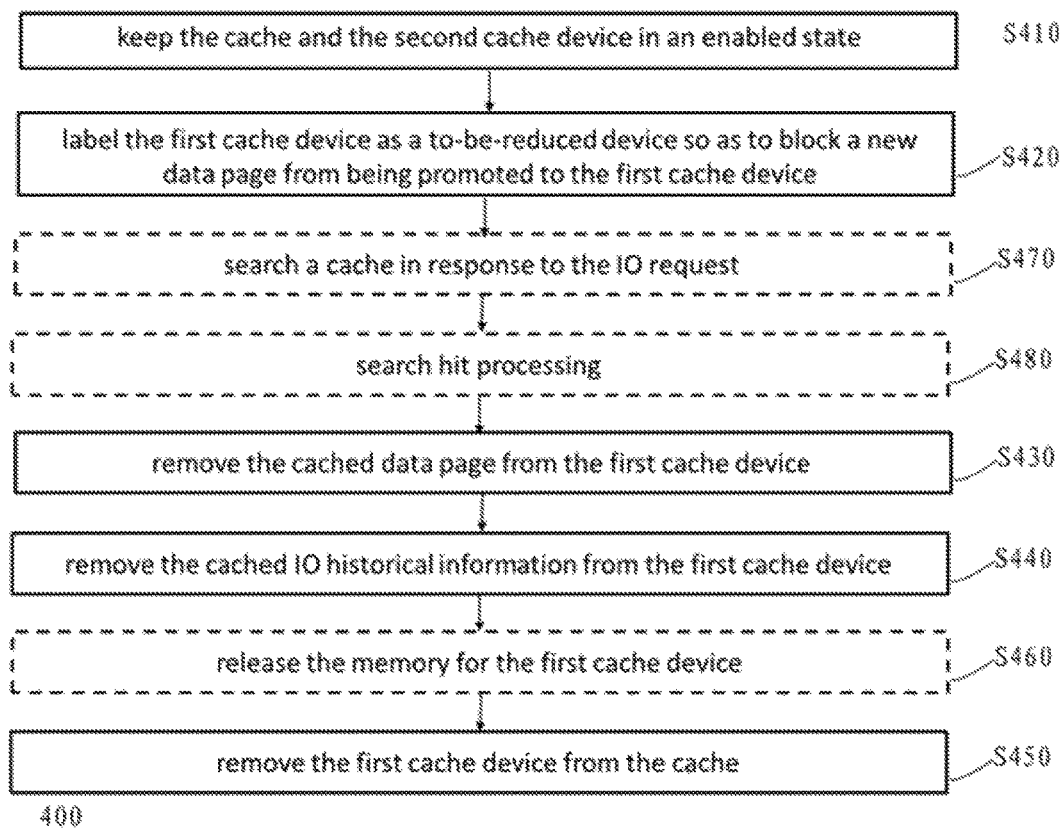 keep the cache and the second cache device in an enabled state
S410
label the first cache device as a to-be-reduced device so as to block a new
data page from being promoted to the first cache device
S420
search a cache in response to the IO request
S470
search hit processing
S480
remove the cached data page from the first cache device
S430
remove the cached IO historical information from the first cache device
S440
release the memory for the first cache device
S460
remove the first cache device from the cache
S450
400